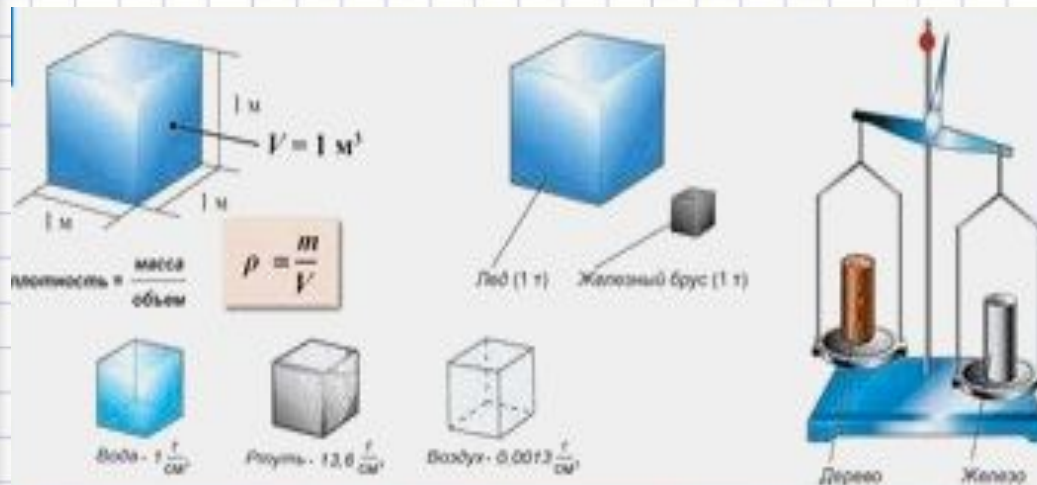 1 м
V = 1 м³
1 м
1 м
плотность = масса / объем
ρ = m / V
Лед (1 т)
Железный брус (1 т)
Вода - 1 г/см³
Ртуть - 13,6 г/см³
Воздух - 0.0013 г/см³
Дерево
Железо